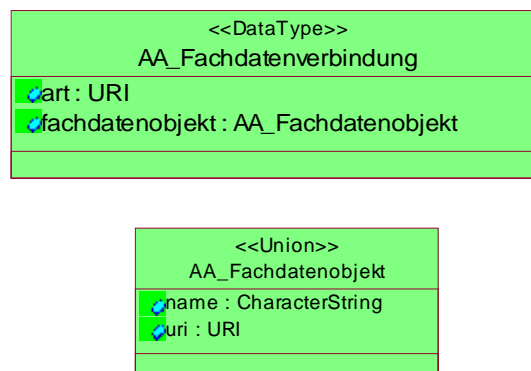 <<DataType>>
AA_Fachdatenverbindung
art : URI
fachdatenobjekt : AA_Fachdatenobjekt
<<Union>>
AA_Fachdatenobjekt
name : CharacterString
uri : URI